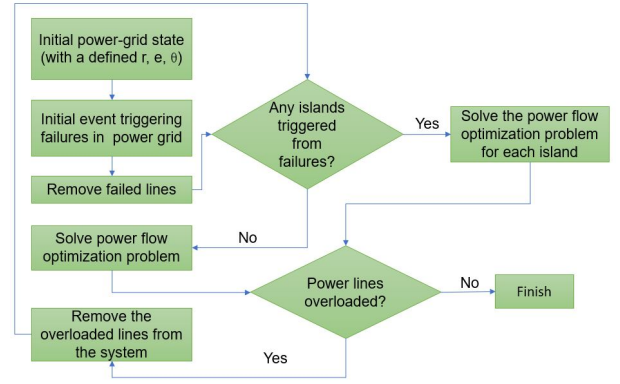 Initial power-grid state
(with a defined r, e, θ)
Initial event triggering
failures in power grid
Remove failed lines
Any islands
triggered
from
failures?
Yes
Solve the power flow
optimization problem
for each island
No
Solve power flow
optimization problem
Power lines
overloaded?
No
Finish
Remove the
overloaded lines from
the system
Yes